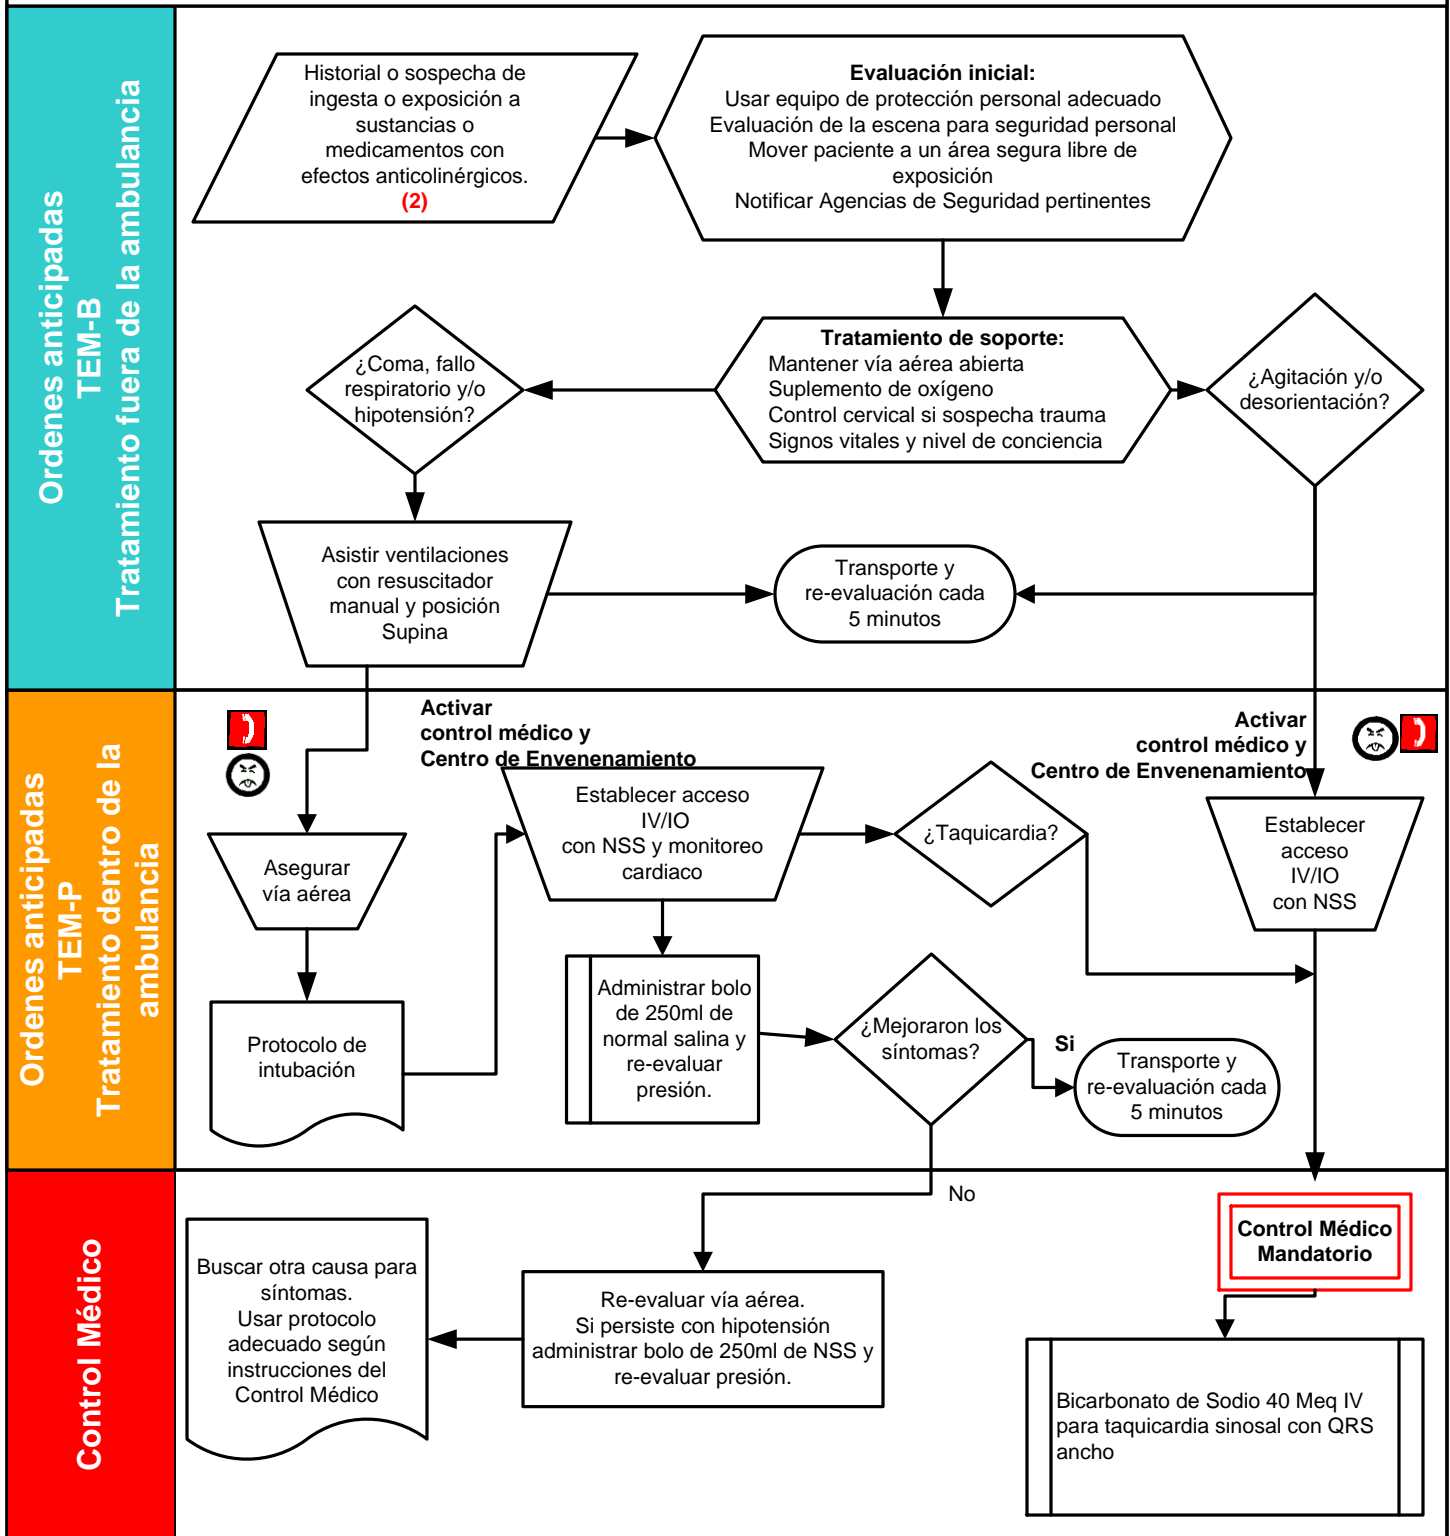 Ordenes anticipadas
TEM-B
Tratamiento fuera de la ambulancia
Historial o sospecha de
ingesta o exposición a
sustancias o
medicamentos con
efectos anticolinérgicos.
(2)
Evaluación inicial:
Usar equipo de protección personal adecuado
Evaluación de la escena para seguridad personal
Mover paciente a un área segura libre de
exposición
Notificar Agencias de Seguridad pertinentes
¿Coma, fallo
respiratorio y/o
hipotensión?
Tratamiento de soporte:
Mantener vía aérea abierta
Suplemento de oxígeno
Control cervical si sospecha trauma
Signos vitales y nivel de conciencia
¿Agitación y/o
desorientación?
Asistir ventilaciones
con resuscitador
manual y posición
Supina
Transporte y
re-evaluación cada
5 minutos
Ordenes anticipadas
TEM-P
Tratamiento dentro de la
ambulancia
Activar
control médico y
Centro de Envenenamiento
Activar
control médico y
Centro de Envenenamiento
Asegurar
vía aérea
Establecer acceso
IV/IO
con NSS y monitoreo
cardiaco
¿Taquicardia?
Establecer
acceso
IV/IO
con NSS
Protocolo de
intubación
Administrar bolo
de 250ml de
normal salina y
re-evaluar
presión.
¿Mejoraron los
síntomas?
Si
Transporte y
re-evaluación cada
5 minutos
Control Médico
No
Buscar otra causa para
síntomas.
Usar protocolo
adecuado según
instrucciones del
Control Médico
Re-evaluar vía aérea.
Si persiste con hipotensión
administrar bolo de 250ml de NSS y
re-evaluar presión.
Control Médico
Mandatorio
Bicarbonato de Sodio 40 Meq IV
para taquicardia sinosal con QRS
ancho